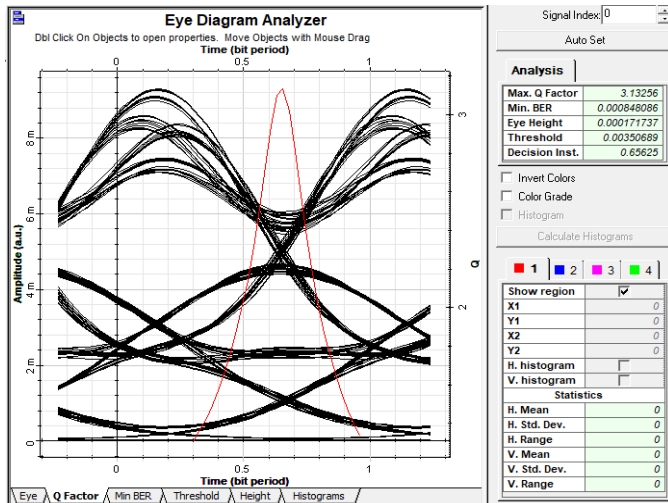 Eye Diagram Analyzer
Dbl Click On Objects to open properties. Move Objects with Mouse Drag
Time (bit period)
0 0.5 1
Amplitude (a.u.)
8 m
6 m
4 m
2 m
0
Q
3
2
0 0.5 1
Time (bit period)
Eye Q Factor Min BER Threshold Height Histograms
Signal Index: 0
Auto Set
Analysis
Max. Q Factor 3.13256
Min. BER 0.000848086
Eye Height 0.000171737
Threshold 0.00350689
Decision Inst. 0.65625
Invert Colors
Color Grade
Histogram
Calculate Histograms
1 2 3 4
Show region
X1 0
Y1 0
X2 0
Y2 0
H. histogram
V. histogram
Statistics
H. Mean 0
H. Std. Dev. 0
H. Range 0
V. Mean 0
V. Std. Dev. 0
V. Range 0